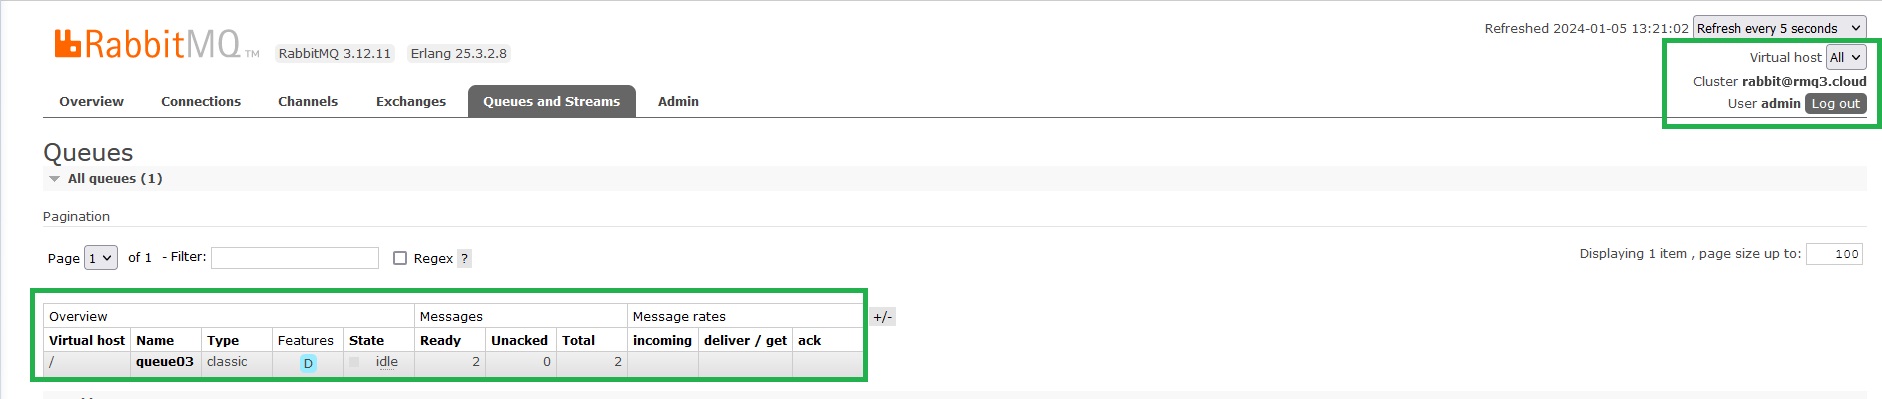 Refreshed 2024-01-05 13:21:02 Refresh every 5 seconds
RabbitMQ TM RabbitMQ 3.12.11 Erlang 25.3.2.8
Virtual host All
Cluster rabbit@rmq3.cloud
User admin Log out
Overview Connections Channels Exchanges Queues and Streams Admin
Queues
All queues (1)
Pagination
Page 1 of 1 - Filter: Regex ? Displaying 1 item , page size up to: 100
Overview Messages Message rates +/-
Virtual host Name Type Features State Ready Unacked Total incoming deliver / get ack
/ queue03 classic D idle 2 0 2